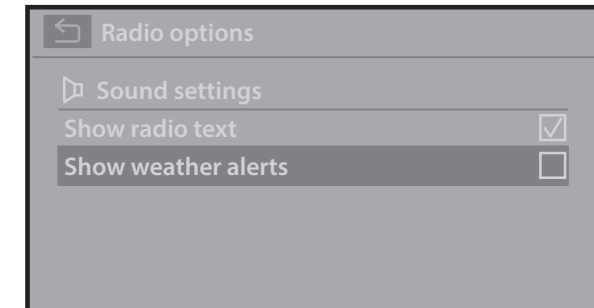 Radio options
Sound settings
Show radio text
Show weather alerts